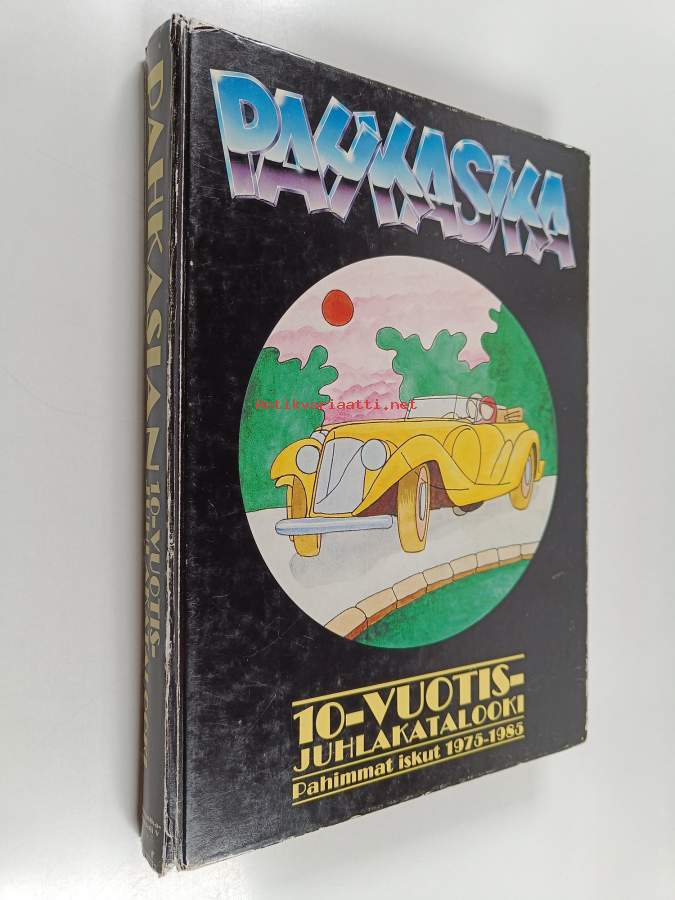 PAHKASIKA
Antikvariaatti.net
10-VUOTIS-
JUHLAKATALOOKI
Pahimmat iskut 1975-1985
PAHKASIAN 10-VUOTIS-